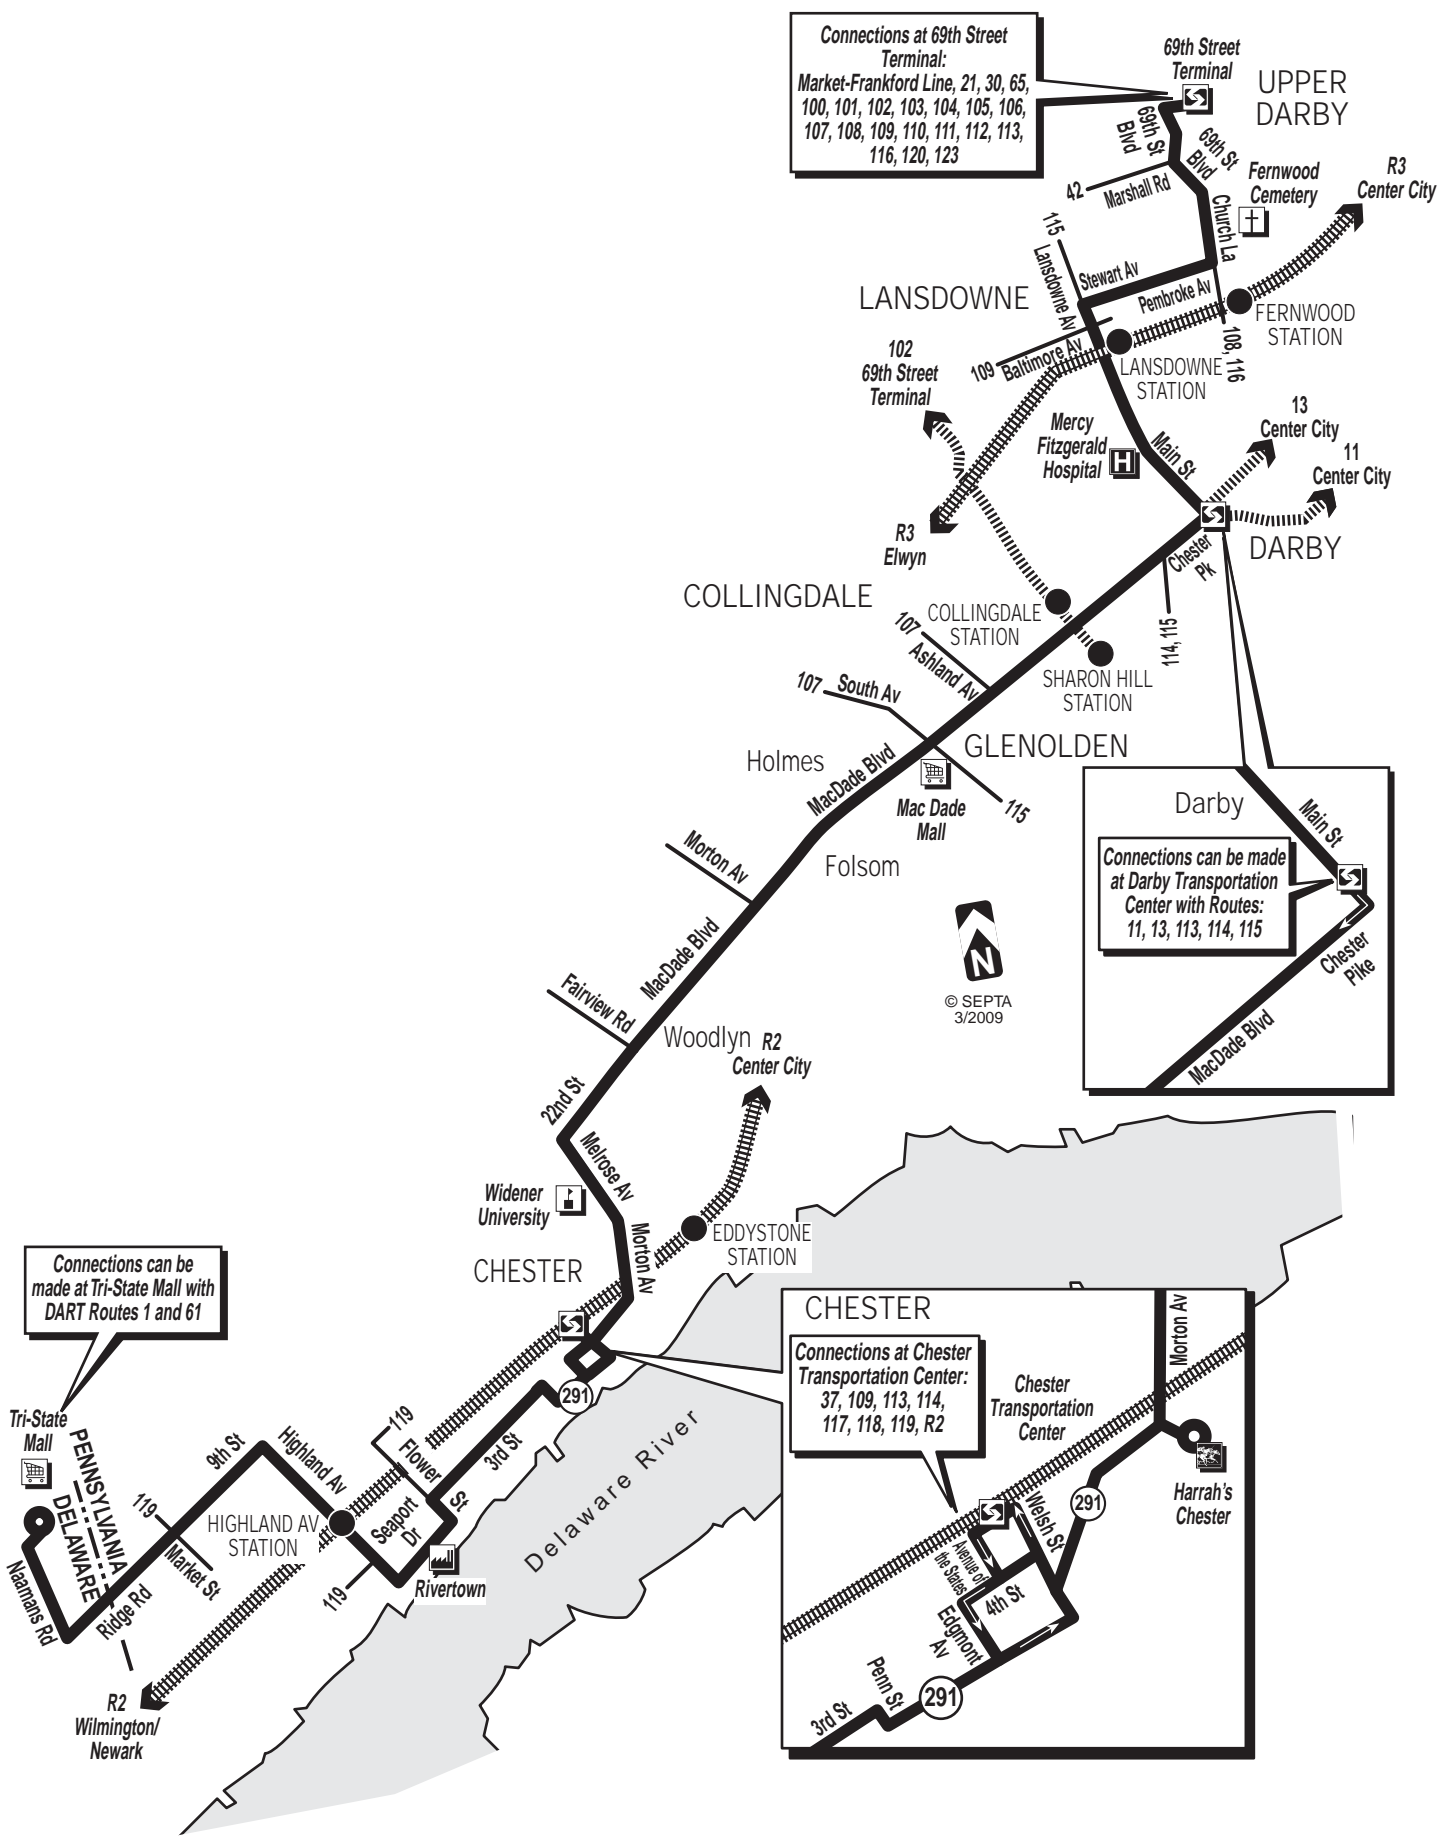 Connections at 69th Street
Terminal:
Market-Frankford Line, 21, 30, 65,
100, 101, 102, 103, 104, 105, 106,
107, 108, 109, 110, 111, 112, 113,
116, 120, 123
69th Street
Terminal
UPPER
DARBY
69th St
Blvd
69th St
Blvd
42
Marshall Rd
Fernwood
Cemetery
R3
Center City
Church La
115
Lansdowne Av
Stewart Av
Pembroke Av
LANSDOWNE
FERNWOOD
STATION
108, 116
109
Baltimore Av
LANSDOWNE
STATION
102
69th Street
Terminal
Mercy
Fitzgerald
Hospital
Main St
13
Center City
11
Center City
R3
Elwyn
DARBY
Chester
Pk
COLLINGDALE
COLLINGDALE
STATION
107
Ashland Av
114, 115
SHARON HILL
STATION
107
South Av
GLENOLDEN
Holmes
MacDade Blvd
Mac Dade
Mall
115
Folsom
Morton Av
MacDade Blvd
Fairview Rd
N
© SEPTA
3/2009
Darby
Main St
Connections can be made
at Darby Transportation
Center with Routes:
11, 13, 113, 114, 115
Chester
Pike
MacDade Blvd
Woodlyn
R2
Center City
22nd St
Melrose Av
Widener
University
Morton Av
EDDYSTONE
STATION
CHESTER
Connections can be
made at Tri-State Mall with
DART Routes 1 and 61
291
Tri-State
Mall
PENNSYLVANIA
DELAWARE
9th St
Highland Av
119
Flower
St
3rd St
119
Market St
HIGHLAND AV
STATION
Seaport
Dr
119
Rivertown
Naamans Rd
Ridge Rd
Delaware River
R2
Wilmington/
Newark
CHESTER
Morton Av
Connections at Chester
Transportation Center:
37, 109, 113, 114,
117, 118, 119, R2
Chester
Transportation
Center
Harrah's
Chester
291
Welsh St
Avenue of
the States
4th St
Edgmont
Av
Penn St
291
3rd St